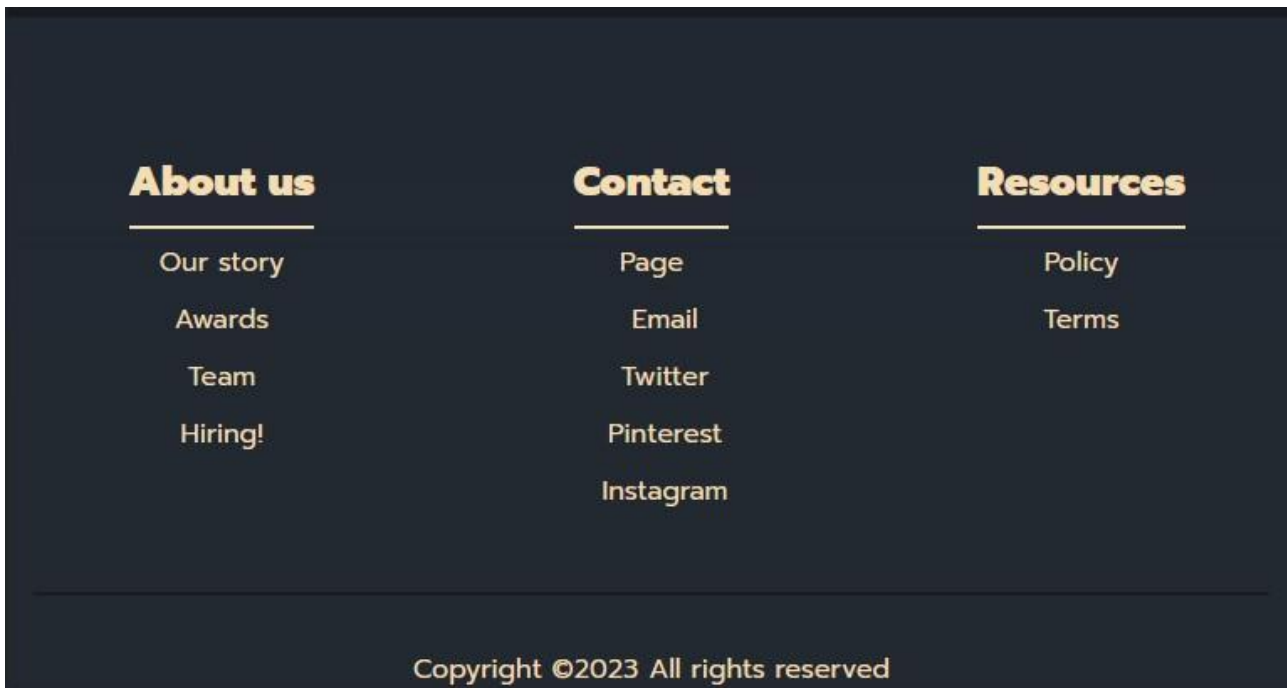 About us
Our story
Awards
Team
Hiring!
Contact
Page
Email
Twitter
Pinterest
Instagram
Resources
Policy
Terms
Copyright ©2023 All rights reserved